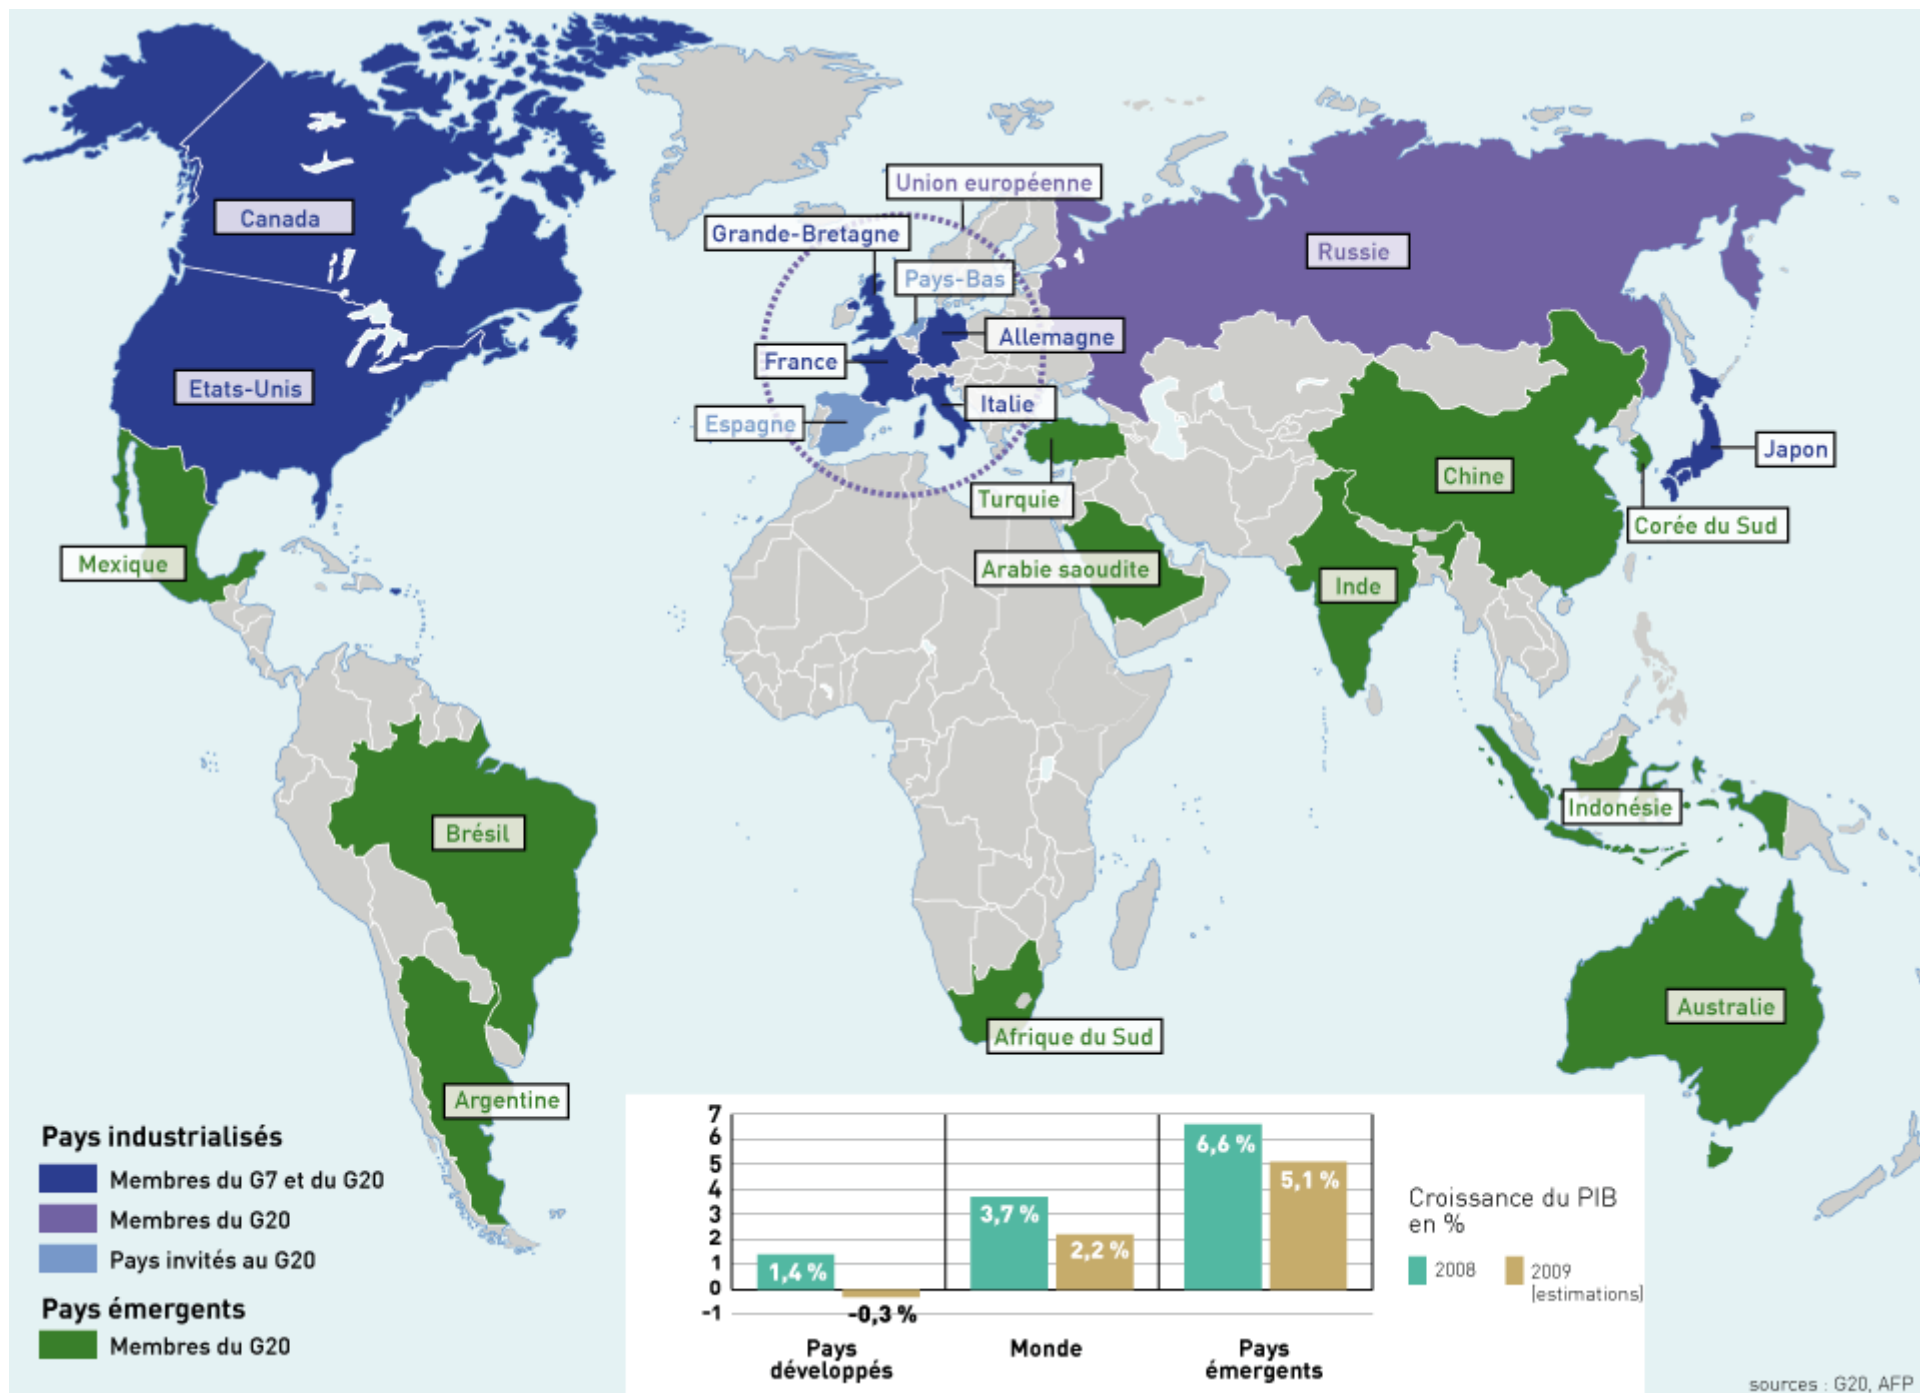 Union européenne
Grande-Bretagne
Canada
Russie
Pays-Bas
Allemagne
France
Etats-Unis
Italie
Espagne
Japon
Chine
Turquie
Corée du Sud
Mexique
Arabie saoudite
Inde
Indonésie
Brésil
Australie
Afrique du Sud
Argentine
Pays industrialisés
Membres du G7 et du G20
Membres du G20
Pays invités au G20
Pays émergents
Membres du G20
7
6
5
4
3
2
1
0
-1
1,4 %
-0,3 %
3,7 %
2,2 %
6,6 %
5,1 %
Pays
développés
Monde
Pays
émergents
Croissance du PIB
en %
2008
2009
(estimations)
sources : G20, AFP